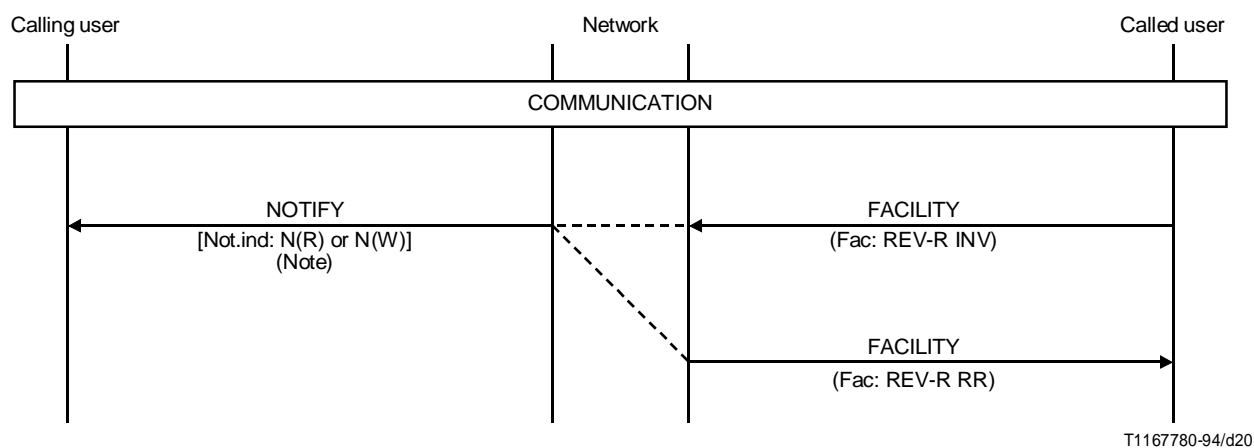 Calling user
Network
Called user
COMMUNICATION
NOTIFY
[Not.ind: N(R) or N(W)]
(Note)
FACILITY
(Fac: REV-R INV)
FACILITY
(Fac: REV-R RR)
T1167780-94/d20